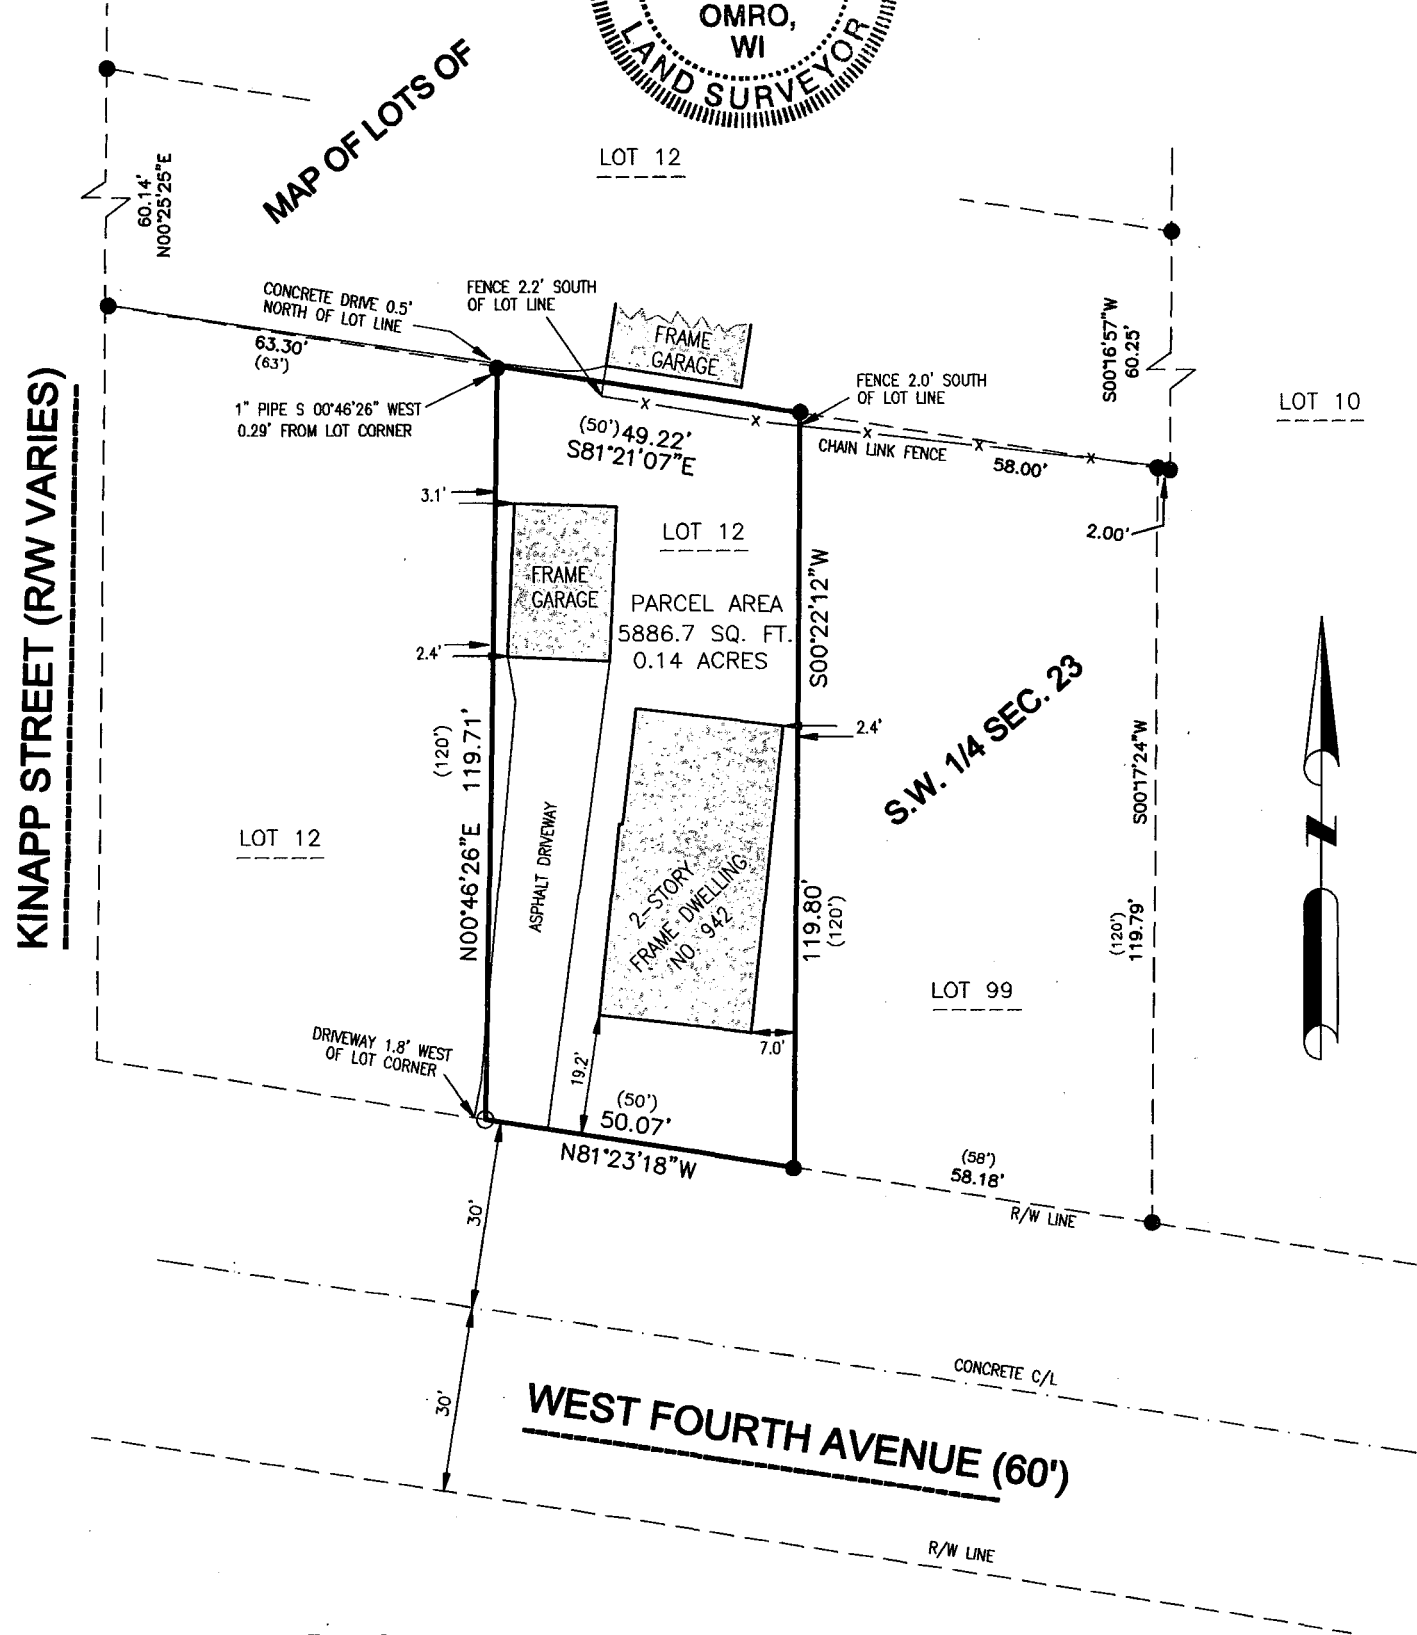 OMRO,
WI
LAND SURVEYOR
MAP OF LOTS OF
LOT 12
60.14'
N00°25'25"E
CONCRETE DRIVE 0.5'
NORTH OF LOT LINE
FENCE 2.2' SOUTH
OF LOT LINE
FRAME
GARAGE
S00°16'57"W
60.25'
63.30'
(63')
FENCE 2.0' SOUTH
OF LOT LINE
LOT 10
1" PIPE S 00°46'26" WEST
0.29' FROM LOT CORNER
(50') 49.22'
S81°21'07"E
X X X X X
CHAIN LINK FENCE
58.00'
2.00'
KINAPP STREET (R/W VARIES)
3.1'
LOT 12
FRAME
GARAGE
PARCEL AREA
5886.7 SQ. FT.
0.14 ACRES
S00°22'12"W
2.4'
S.W. 1/4 SEC. 23
2.4'
(120')
N00°46'26"E 119.71'
S00°17'24"W
N
ASPHALT DRIVEWAY
LOT 12
2-STORY
FRAME DWELLING
NO. 942
119.80'
(120')
(120')
119.79'
LOT 99
DRIVEWAY 1.8' WEST
OF LOT CORNER
7.0'
19.2'
(50')
50.07'
N81°23'18"W
(58')
58.18'
R/W LINE
30'
CONCRETE C/L
30'
WEST FOURTH AVENUE (60')
R/W LINE